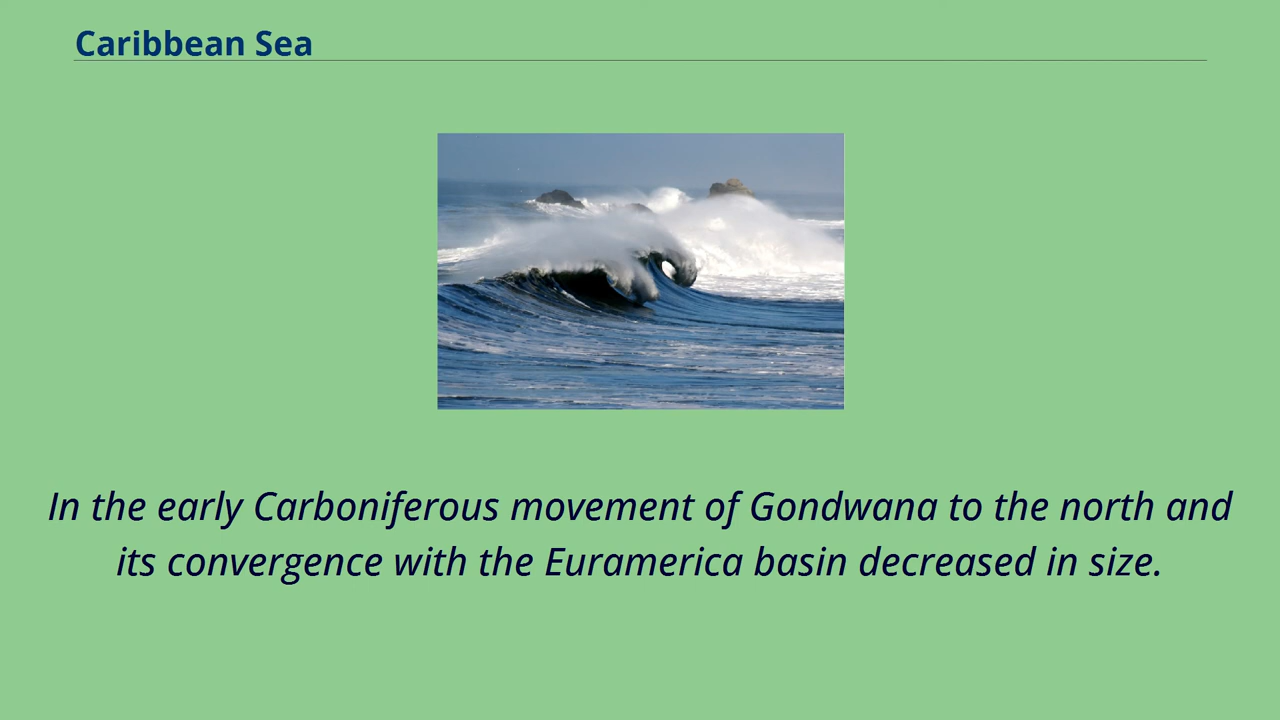 Caribbean Sea
In the early Carboniferous movement of Gondwana to the north and
its convergence with the Euramerica basin decreased in size.